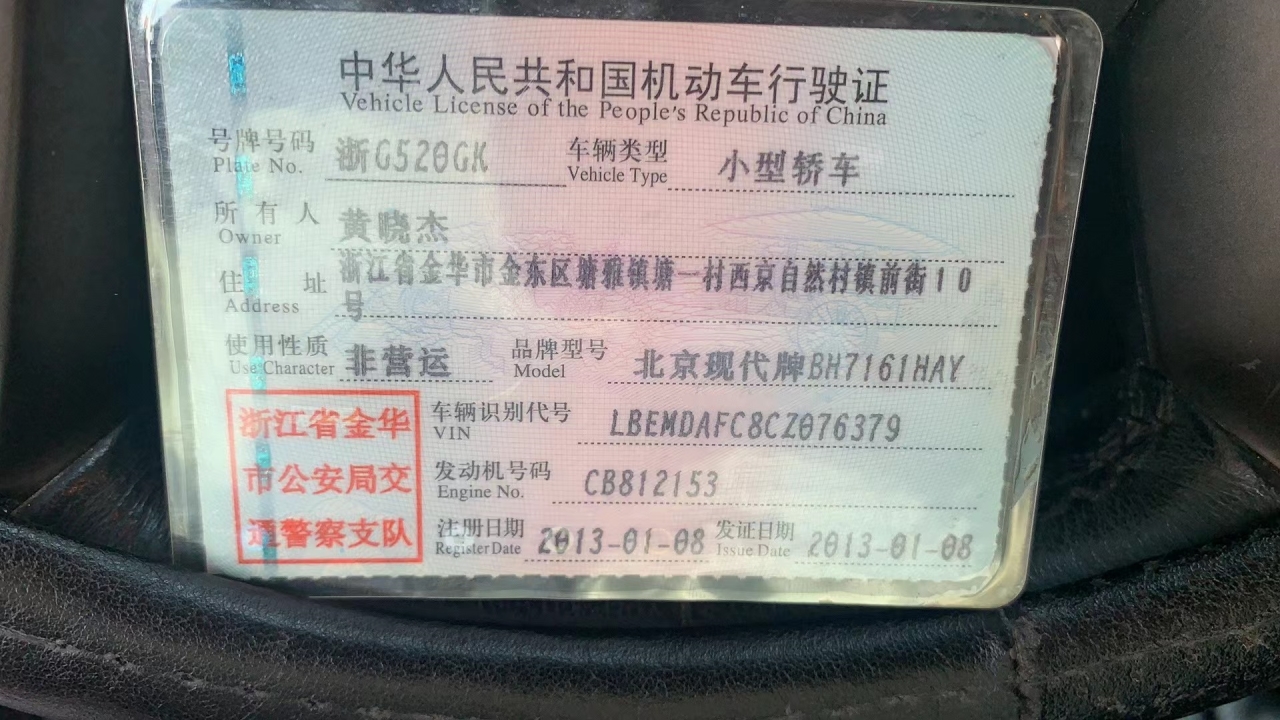 中华人民共和国机动车行驶证
Vehicle License of the People's Republic of China
号牌号码 浙G520GK 车辆类型 小型轿车
Plate No. Vehicle Type
所有人 黄晓杰
Owner
住址 浙江省金华市金东区塘雅镇塘一村西京自然村镇前街10
Address 号
使用性质 非营运 品牌型号 北京现代牌BH7161HAY
Use Character Model
浙江省金华 车辆识别代号 LBEMDAFC8CZ076379
VIN
市公安局交 发动机号码 CB812153
Engine No.
通警察支队 注册日期 2013-01-08 发证日期 2013-01-08
Register Date Issue Date